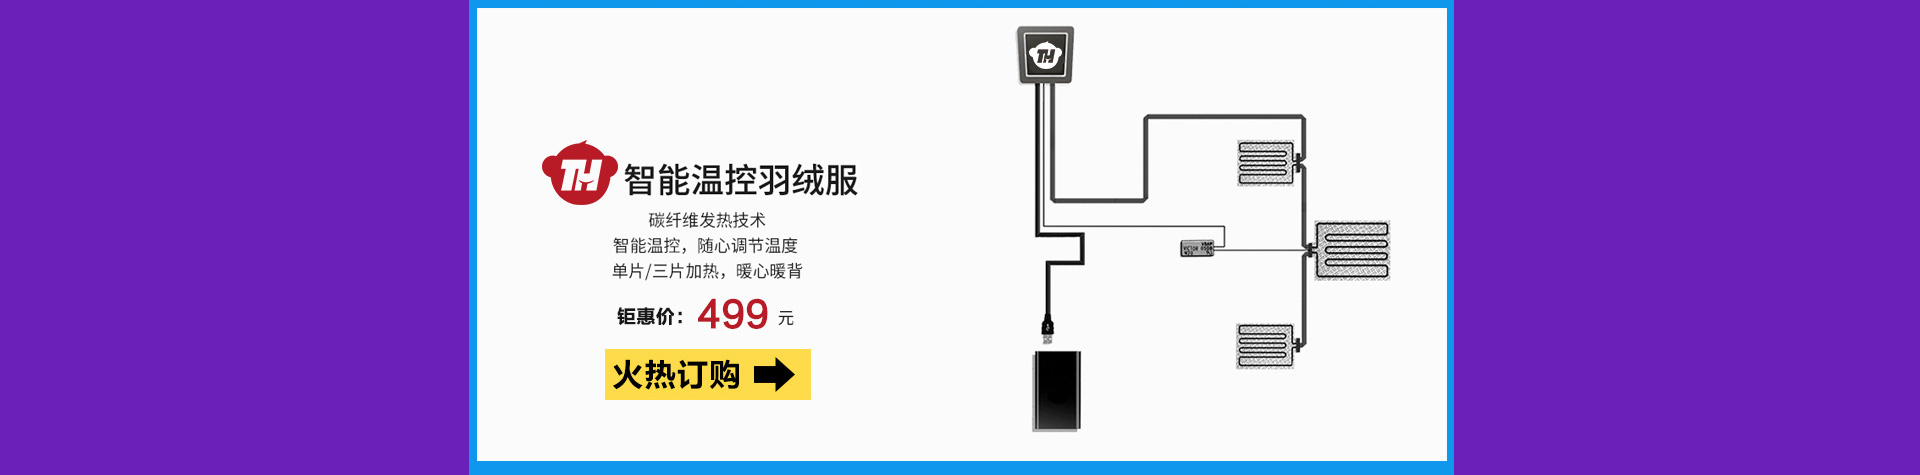 TH
智能温控羽绒服
碳纤维发热技术
智能温控，随心调节温度
单片/三片加热，暖心暖背
钜惠价：499 元
火热订购
TH